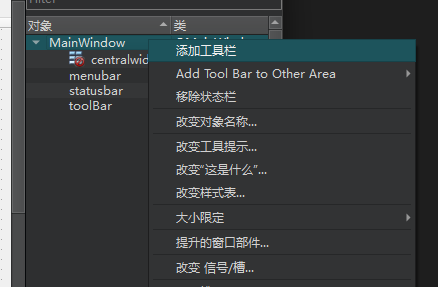 对象 类
MainWindow
添加工具栏
centralwid
Add Tool Bar to Other Area
menubar
移除状态栏
statusbar
toolBar
改变对象名称...
改变工具提示...
改变“这是什么”...
改变样式表...
大小限定
提升的窗口部件...
改变 信号/槽...